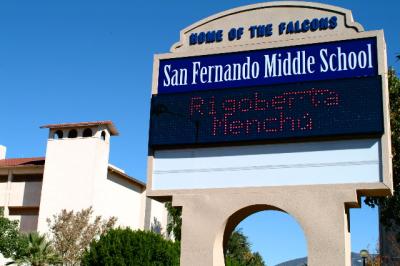 HOME OF THE FALCONS
San Fernando Middle School
Rigoberta
Menchú